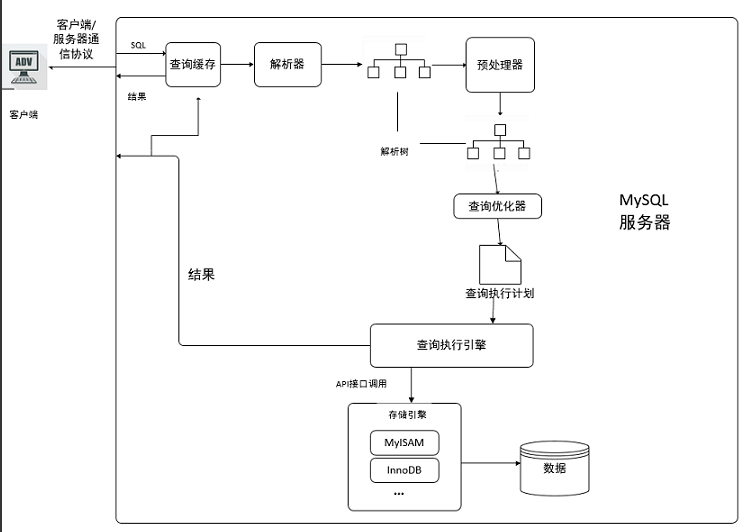 客户端/
服务器通
信协议
ADV
客户端
SQL
结果
查询缓存
解析器
预处理器
解析树
查询优化器
MySQL
服务器
查询执行计划
结果
查询执行引擎
API接口调用
存储引擎
MyISAM
InnoDB
...
数据